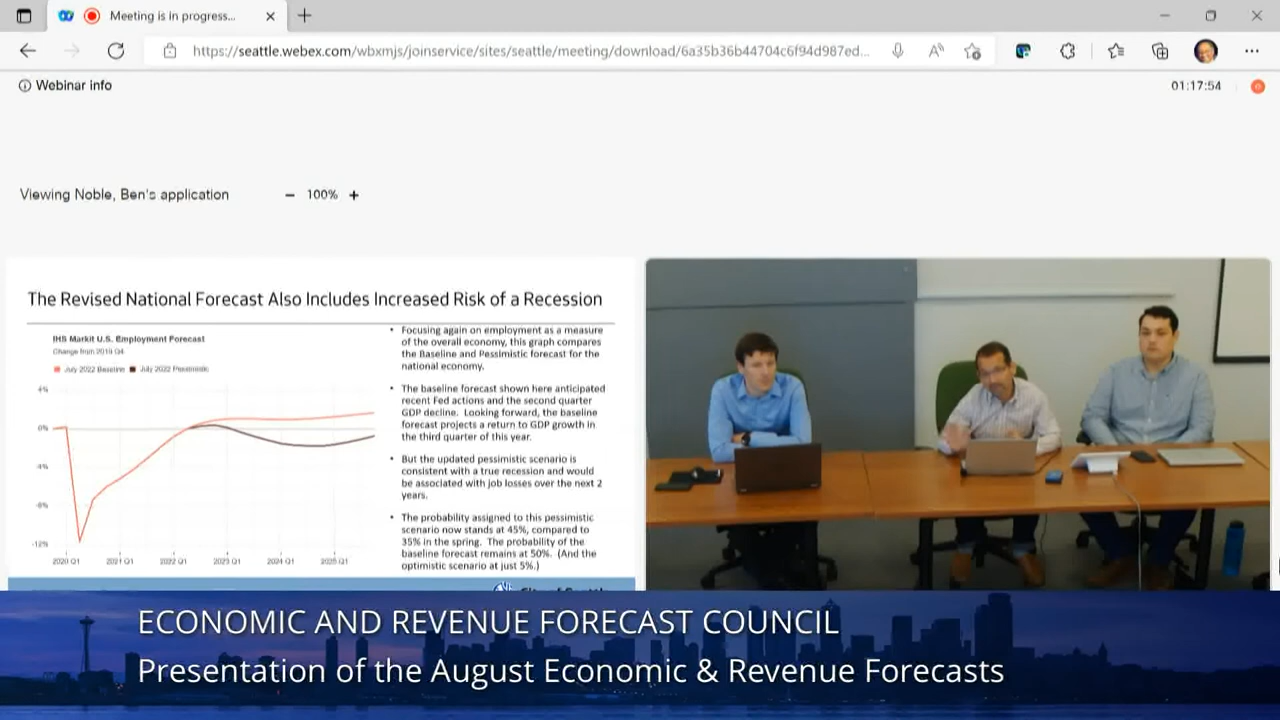 Meeting is in progress...
https://seattle.webex.com/wbxmjs/joinservice/sites/seattle/meeting/download/6a35b36b44704c6f94d987ed...
Webinar info
01:17:54
Viewing Noble, Ben's application
100%
The Revised National Forecast Also Includes Increased Risk of a Recession
IHS Markit U.S. Employment Forecast
Change from 2019 Q4
July 2022 Baseline July 2022 Pessimistic
4%
0%
-4%
-8%
-12%
2020 Q1 2021 Q1 2022 Q1 2023 Q1 2024 Q1 2025 Q1
• Focusing again on employment as a measure
of the overall economy, this graph compares
the Baseline and Pessimistic forecast for the
national economy.
• The baseline forecast shown here anticipated
recent Fed actions and the second quarter
GDP decline. Looking forward, the baseline
forecast projects a return to GDP growth in
the third quarter of this year.
• But the updated pessimistic scenario is
consistent with a true recession and would
be associated with job losses over the next 2
years.
• The probability assigned to this pessimistic
scenario now stands at 45%, compared to
35% in the spring. The probability of the
baseline forecast remains at 50%. (And the
optimistic scenario at just 5%.)
ECONOMIC AND REVENUE FORECAST COUNCIL
Presentation of the August Economic & Revenue Forecasts